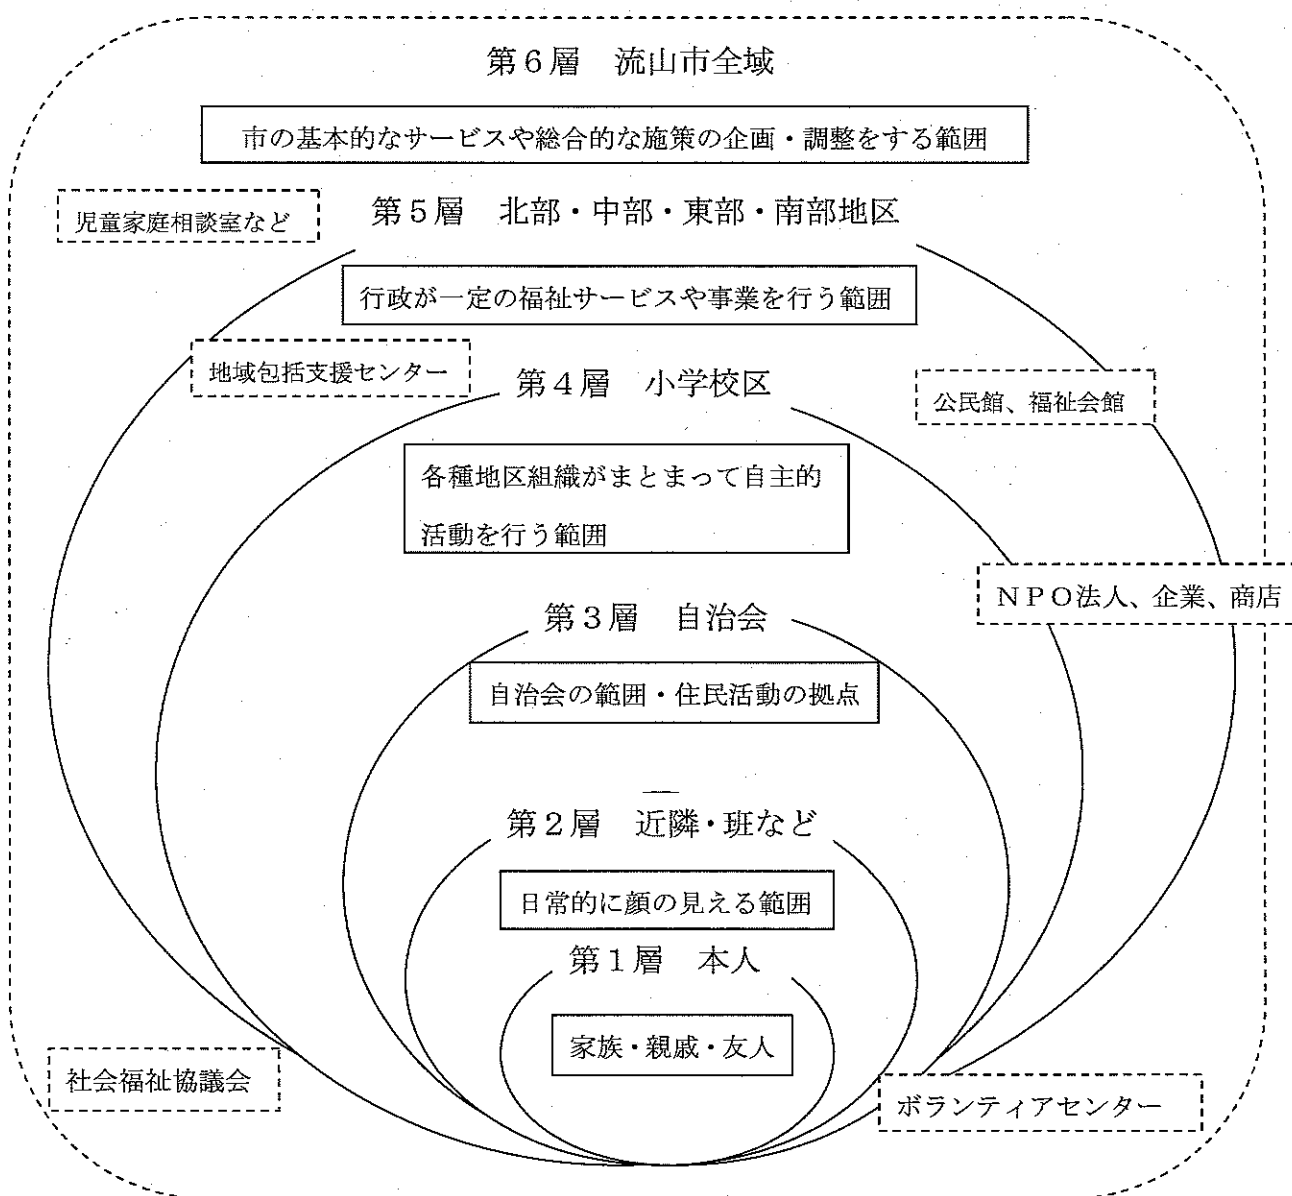 第６層　流山市全域
市の基本的なサービスや総合的な施策の企画・調整をする範囲
児童家庭相談室など
第５層　北部・中部・東部・南部地区
行政が一定の福祉サービスや事業を行う範囲
地域包括支援センター
第４層　小学校区
公民館、福祉会館
各種地区組織がまとまって自主的
活動を行う範囲
ＮＰＯ法人、企業、商店
第３層　自治会
自治会の範囲・住民活動の拠点
第２層　近隣・班など
日常的に顔の見える範囲
第１層　本人
家族・親戚・友人
社会福祉協議会
ボランティアセンター